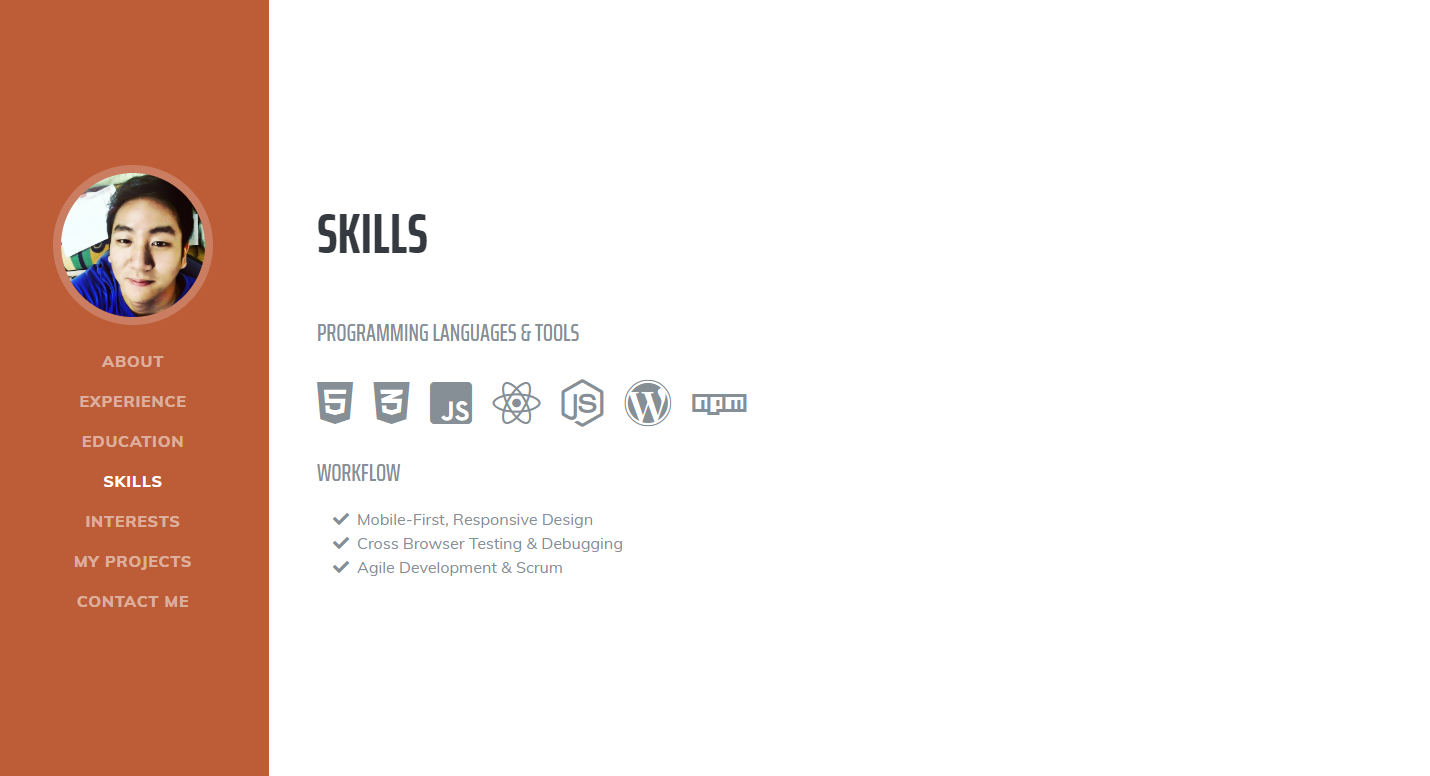 ABOUT
EXPERIENCE
EDUCATION
SKILLS
INTERESTS
MY PROJECTS
CONTACT ME
SKILLS
PROGRAMMING LANGUAGES & TOOLS
5 3 JS JS W npm
WORKFLOW
Mobile-First, Responsive Design
Cross Browser Testing & Debugging
Agile Development & Scrum